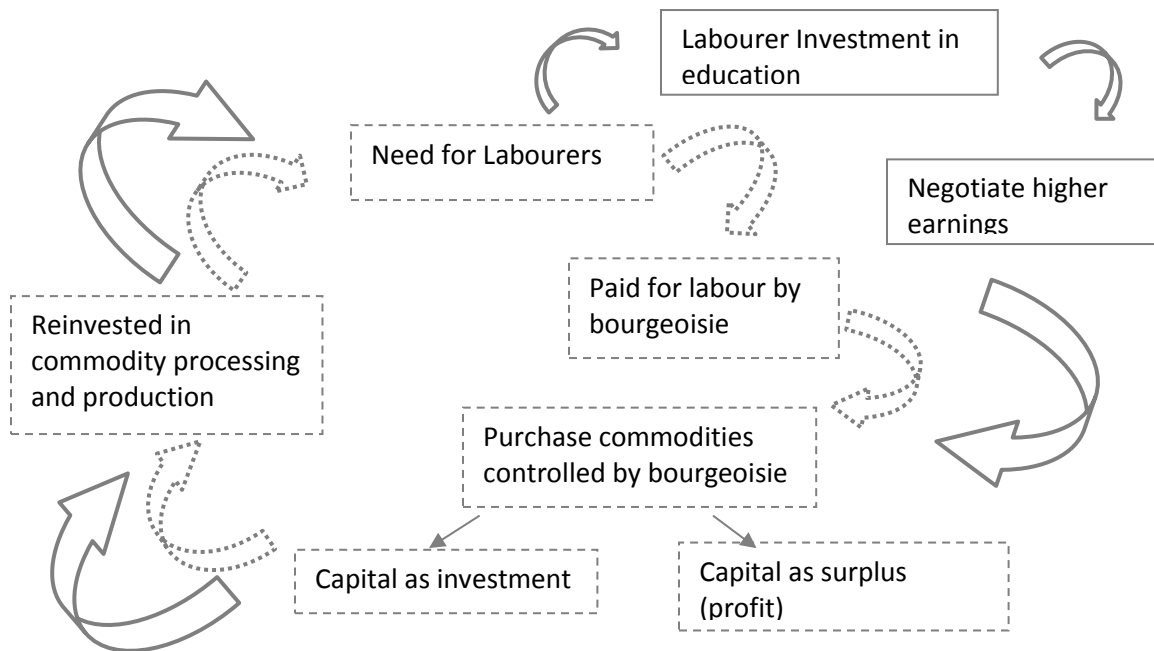 Labourer Investment in
education
Need for Labourers
Negotiate higher
earnings
Paid for labour by
bourgeoisie
Reinvested in
commodity processing
and production
Purchase commodities
controlled by bourgeoisie
Capital as investment
Capital as surplus
(profit)